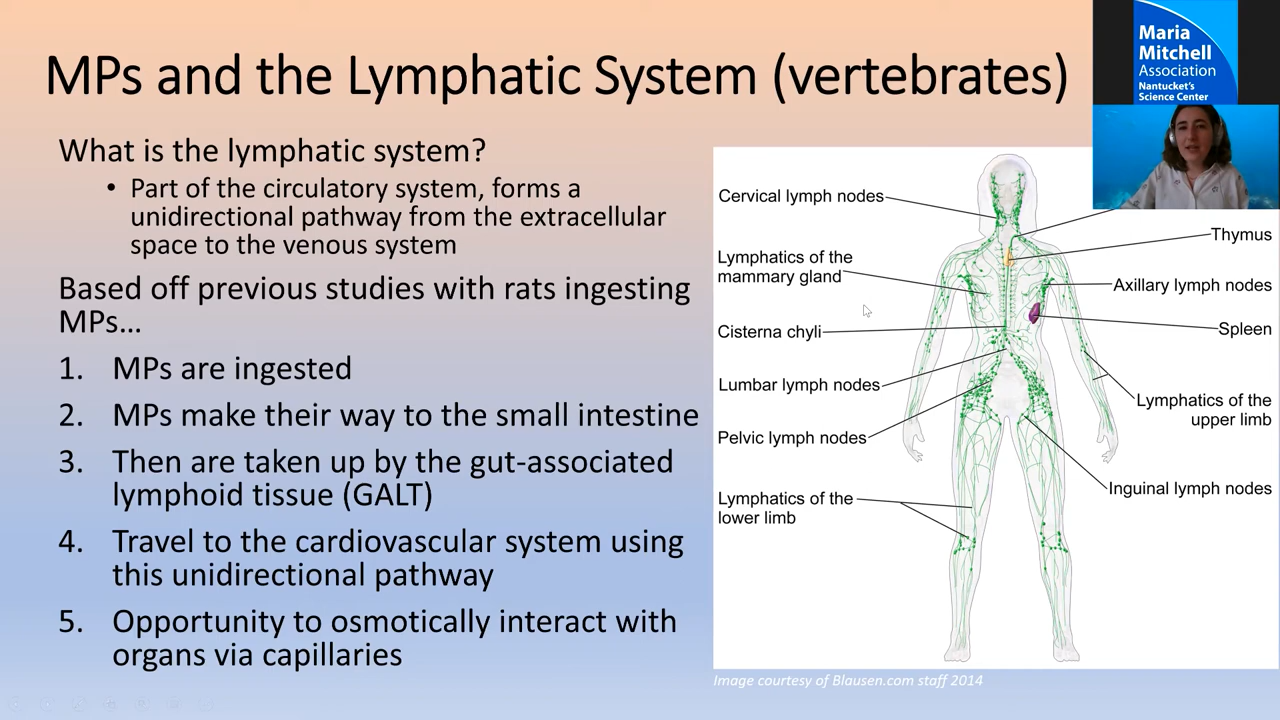 MPs and the Lymphatic System (vertebrates)
Maria
Mitchell
Association
Nantucket's
Science Center
What is the lymphatic system?
• Part of the circulatory system, forms a
unidirectional pathway from the extracellular
space to the venous system
Based off previous studies with rats ingesting
MPs...
1. MPs are ingested
2. MPs make their way to the small intestine
3. Then are taken up by the gut-associated
lymphoid tissue (GALT)
4. Travel to the cardiovascular system using
this unidirectional pathway
5. Opportunity to osmotically interact with
organs via capillaries
Cervical lymph nodes
Lymphatics of the
mammary gland
Cisterna chyli
Lumbar lymph nodes
Pelvic lymph nodes
Lymphatics of the
lower limb
Thymus
Axillary lymph nodes
Spleen
Lymphatics of the
upper limb
Inguinal lymph nodes
Image courtesy of Blausen.com staff 2014